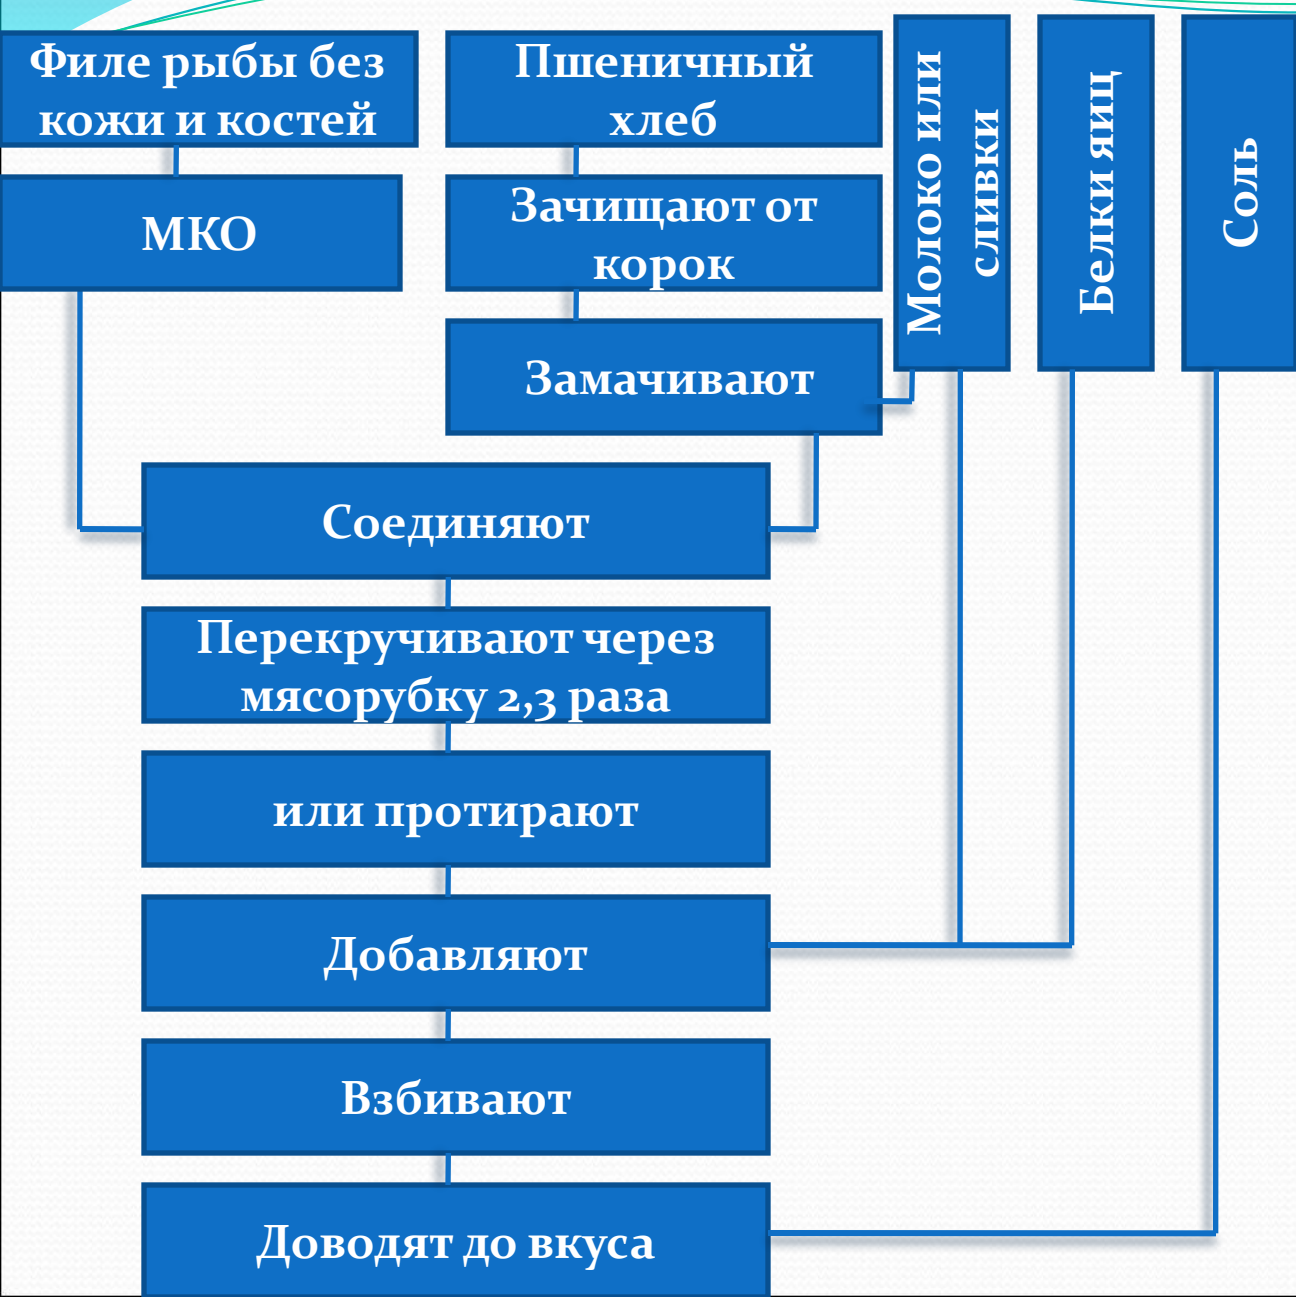 Филе рыбы без
кожи и костей
Пшеничный
хлеб
Молоко или
сливки
Белки яиц
Соль
МКО
Зачищают от
корок
Замачивают
Соединяют
Перекручивают через
мясорубку 2,3 раза
или протирают
Добавляют
Взбивают
Доводят до вкуса